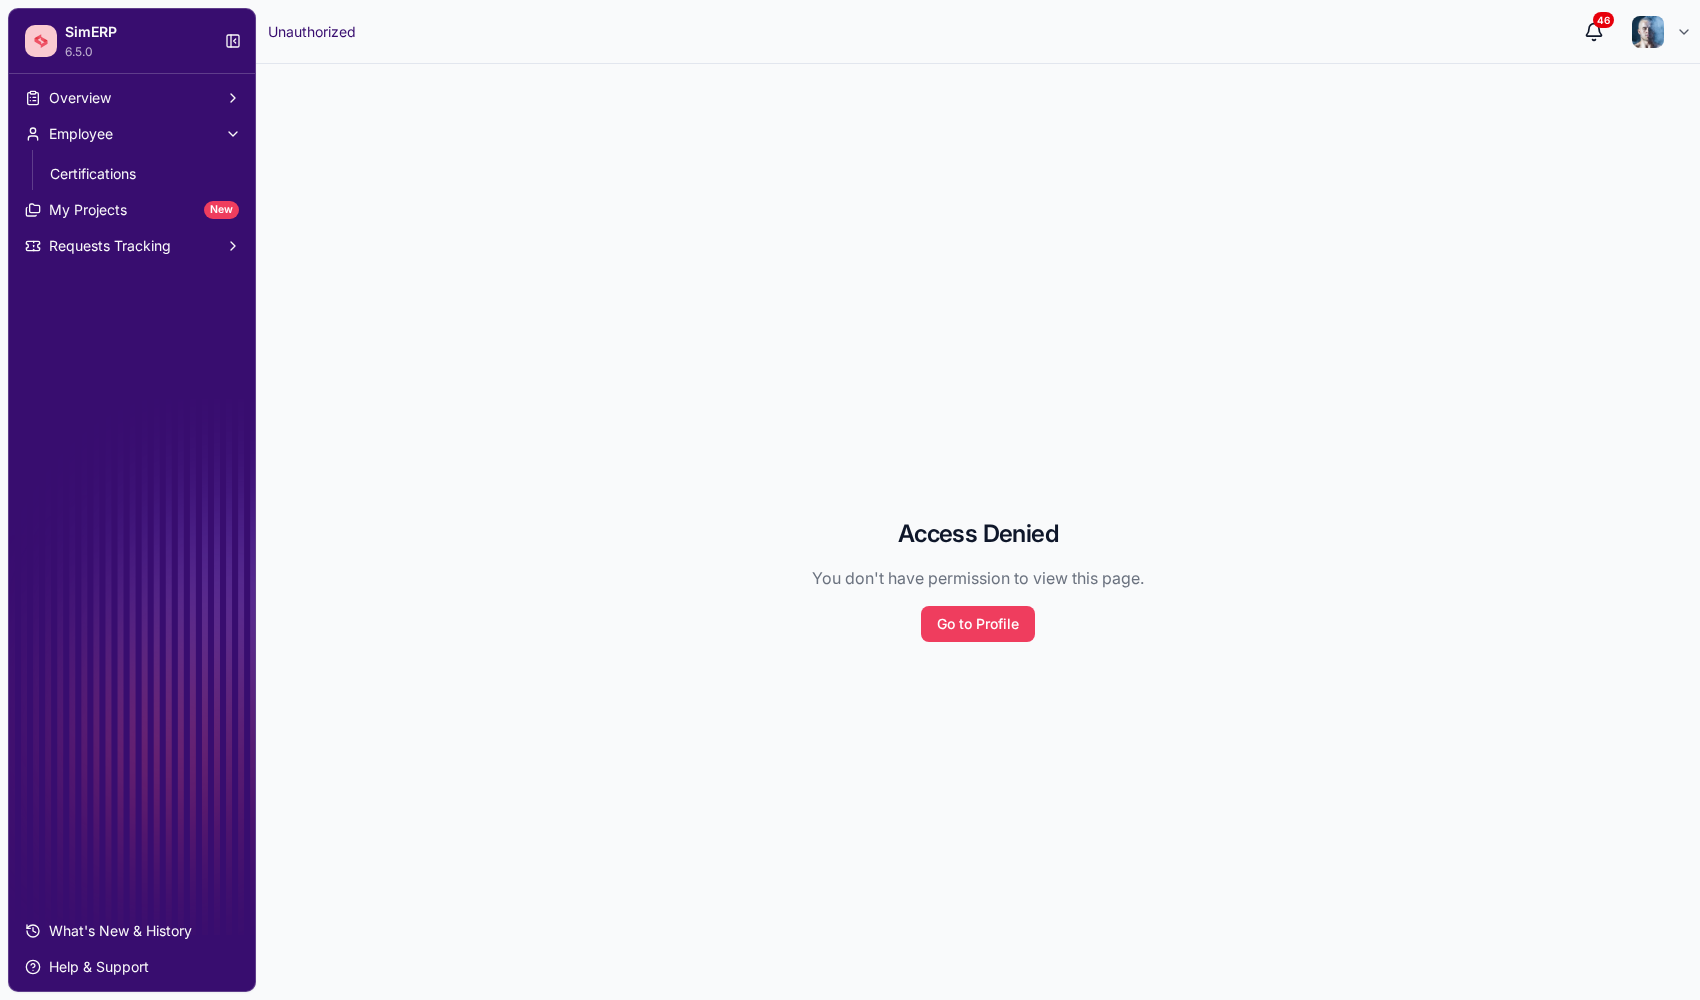 SimERP
6.5.0
Overview
Employee
Certifications
My Projects
New
Requests Tracking
What's New & History
Help & Support
Unauthorized
46
Access Denied
You don't have permission to view this page.
Go to Profile